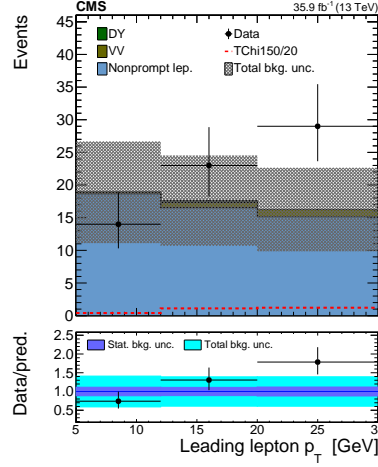 CMS 35.9 fb⁻¹ (13 TeV)
Events
45
40
35
30
25
20
15
10
5
0
DY Data
VV TChi150/20
Nonprompt lep. Total bkg. unc.
Data/pred.
2.5
2.0
1.5
1.0
0.5
Stat. bkg. unc. Total bkg. unc.
5 10 15 20 25 30
Leading lepton p_T [GeV]